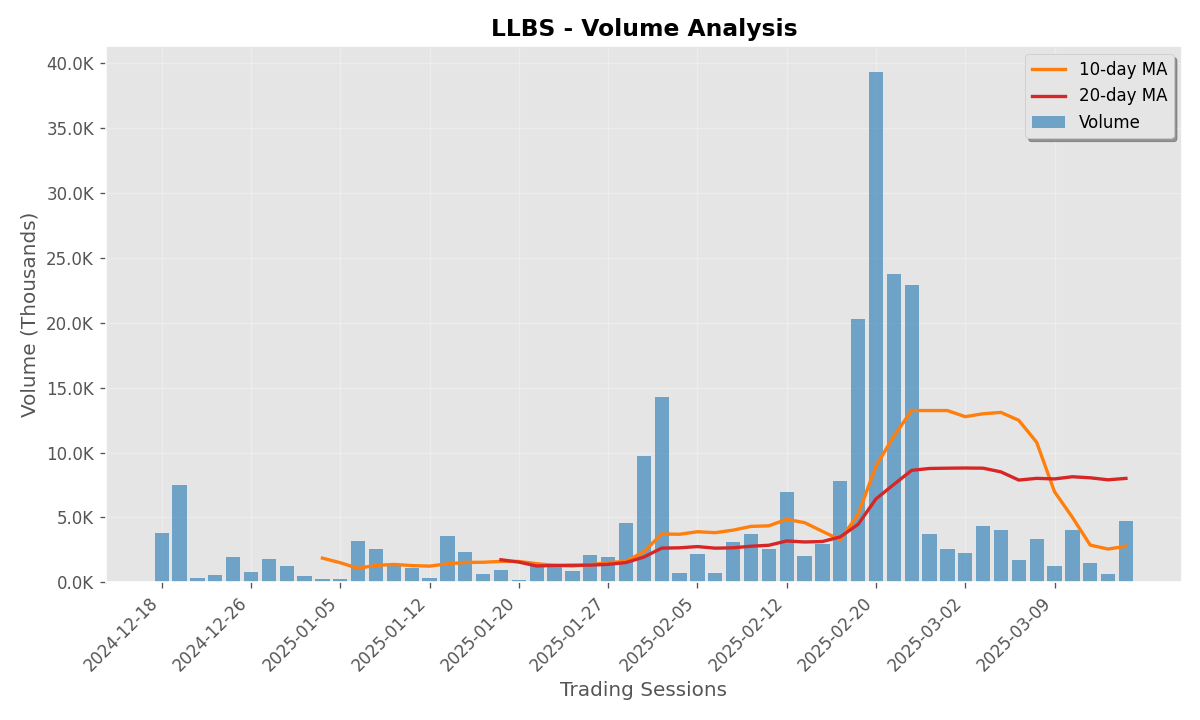 LLBS - Volume Analysis
10-day MA
20-day MA
Volume
Volume (Thousands)
40.0K
35.0K
30.0K
25.0K
20.0K
15.0K
10.0K
5.0K
0.0K
2024-12-18
2024-12-26
2025-01-05
2025-01-12
2025-01-20
2025-01-27
2025-02-05
2025-02-12
2025-02-20
2025-03-02
2025-03-09
Trading Sessions